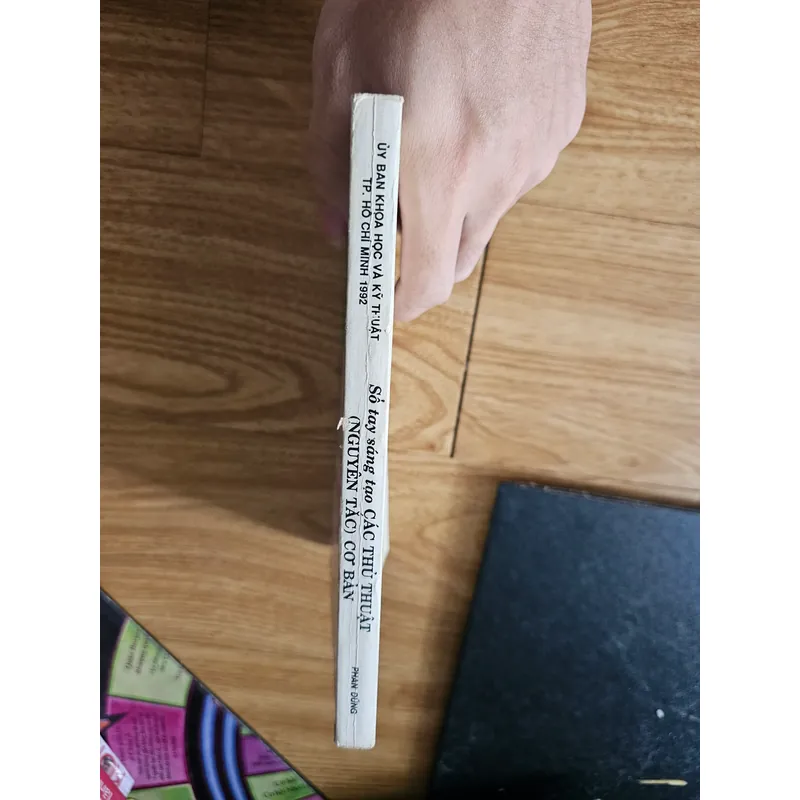 ỦY BAN KHOA HỌC VÀ KỸ THUẬT
TP. HỒ CHÍ MINH 1992
Sổ tay sáng tạo CÁC THỦ THUẬT
(NGUYÊN TẮC) CƠ BẢN
PHAN DŨNG